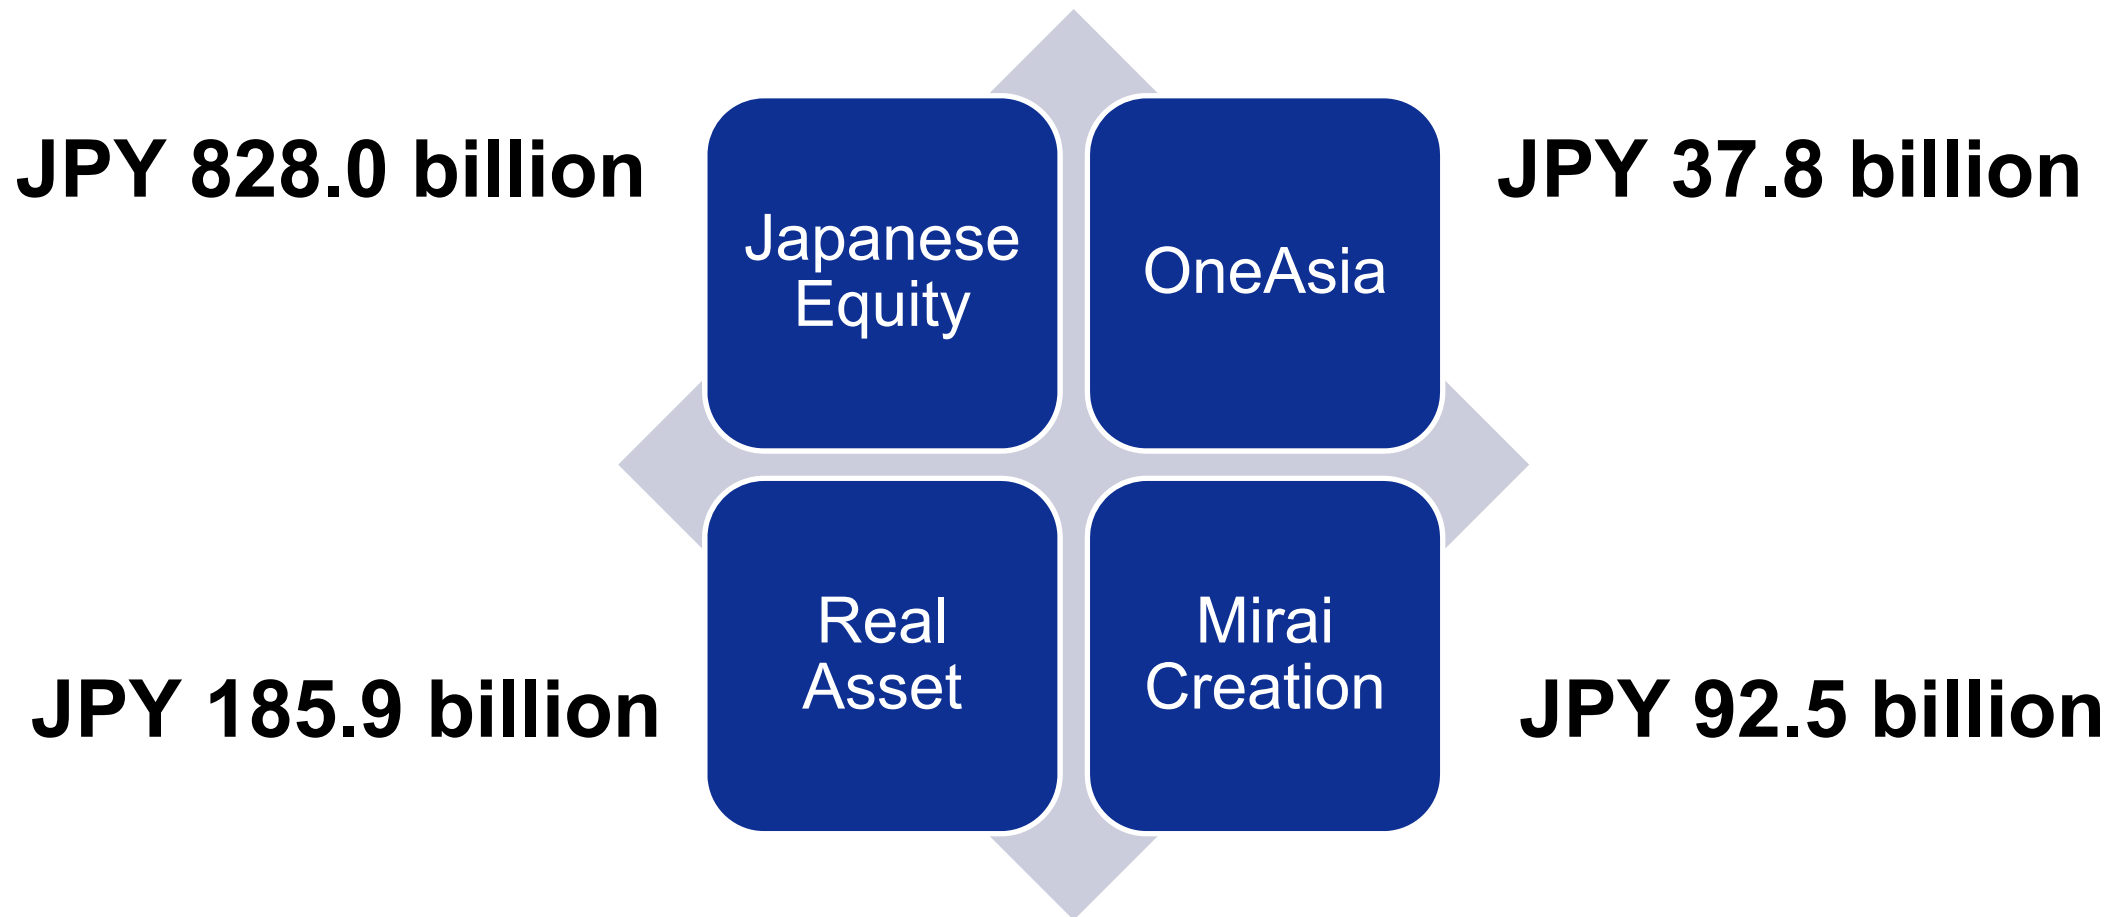 JPY 828.0 billion
Japanese
Equity
OneAsia
JPY 37.8 billion
JPY 185.9 billion
Real
Asset
Mirai
Creation
JPY 92.5 billion